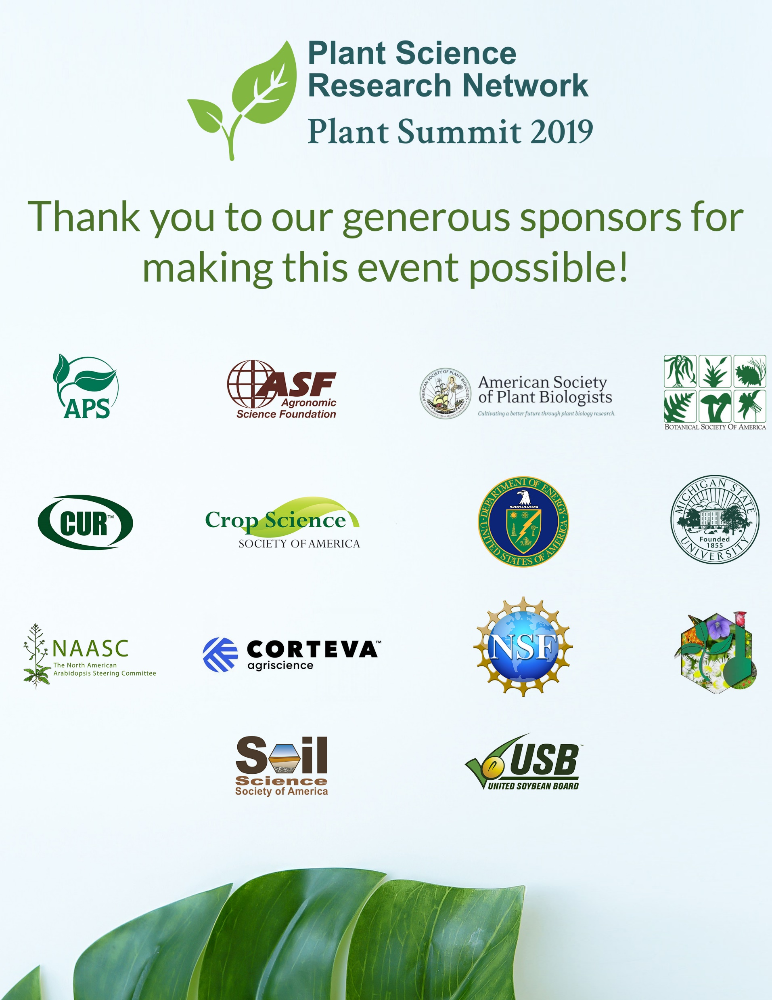 Plant Science
Research Network
Plant Summit 2019
Thank you to our generous sponsors for
making this event possible!
APS
ASF
Agronomic
Science Foundation
AMERICAN SOCIETY OF PLANT BIOLOGISTS
1924
American Society
of Plant Biologists
Cultivating a better future through plant biology research.
BOTANICAL SOCIETY OF AMERICA
CUR™
Crop Science
SOCIETY OF AMERICA
DEPARTMENT OF ENERGY
UNITED STATES OF AMERICA
MICHIGAN STATE
UNIVERSITY
Founded
1855
NAASC
The North American
Arabidopsis Steering Committee
CORTEVA™
agriscience
NSF
Soil
Science
Society of America
USB™
UNITED SOYBEAN BOARD